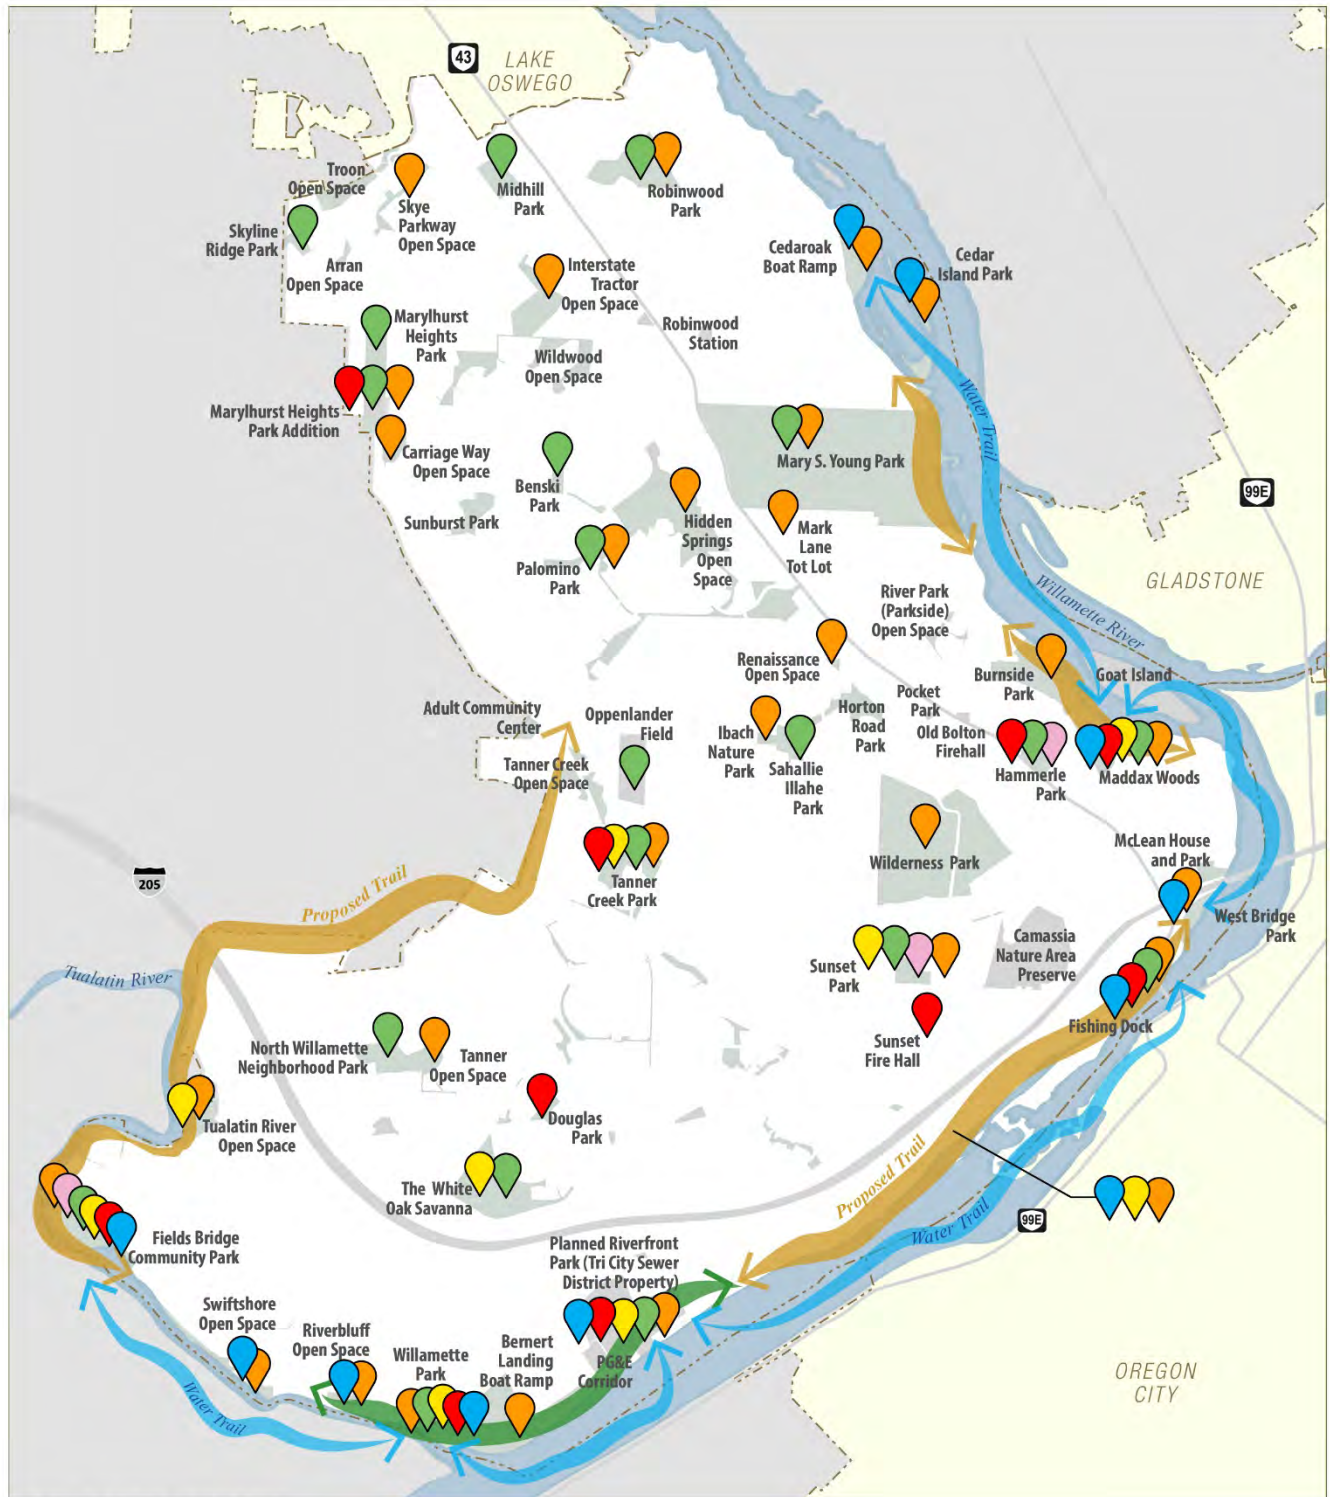 43
LAKE
OSWEGO
Troon
Open Space
Skye
Parkway
Open Space
Midhill
Park
Robinwood
Park
Skyline
Ridge Park
Arran
Open Space
Cedaroak
Boat Ramp
Cedar
Island Park
Interstate
Tractor
Open Space
Marylhurst
Heights
Park
Robinwood
Station
Wildwood
Open Space
Marylhurst Heights
Park Addition
Carriage Way
Open Space
Water Trail
Mary S. Young Park
Benski
Park
Sunburst Park
Hidden
Springs
Open
Space
Mark
Lane
Tot Lot
99E
Palomino
Park
GLADSTONE
River Park
(Parkside)
Open Space
Willamette River
Renaissance
Open Space
Burnside
Park
Goat Island
Adult Community
Center
Oppenlander
Field
Ibach
Nature
Park
Horton
Road
Park
Pocket
Park
Old Bolton
Firehall
Tanner Creek
Open Space
Sahallie
Illahe
Park
Hammerle
Park
Maddax Woods
Wilderness Park
McLean House
and Park
205
Proposed Trail
Tanner
Creek Park
West Bridge
Park
Camassia
Nature Area
Preserve
Sunset
Park
Tualatin River
Fishing Dock
Sunset
Fire Hall
North Willamette
Neighborhood Park
Tanner
Open Space
Douglas
Park
Tualatin River
Open Space
Proposed Trail
The White
Oak Savanna
Water Trail
99E
Fields Bridge
Community Park
Planned Riverfront
Park (Tri City Sewer
District Property)
Swiftshore
Open Space
Riverbluff
Open Space
Willamette
Park
Bernert
Landing
Boat Ramp
PG&E
Corridor
OREGON
CITY
Water Trail